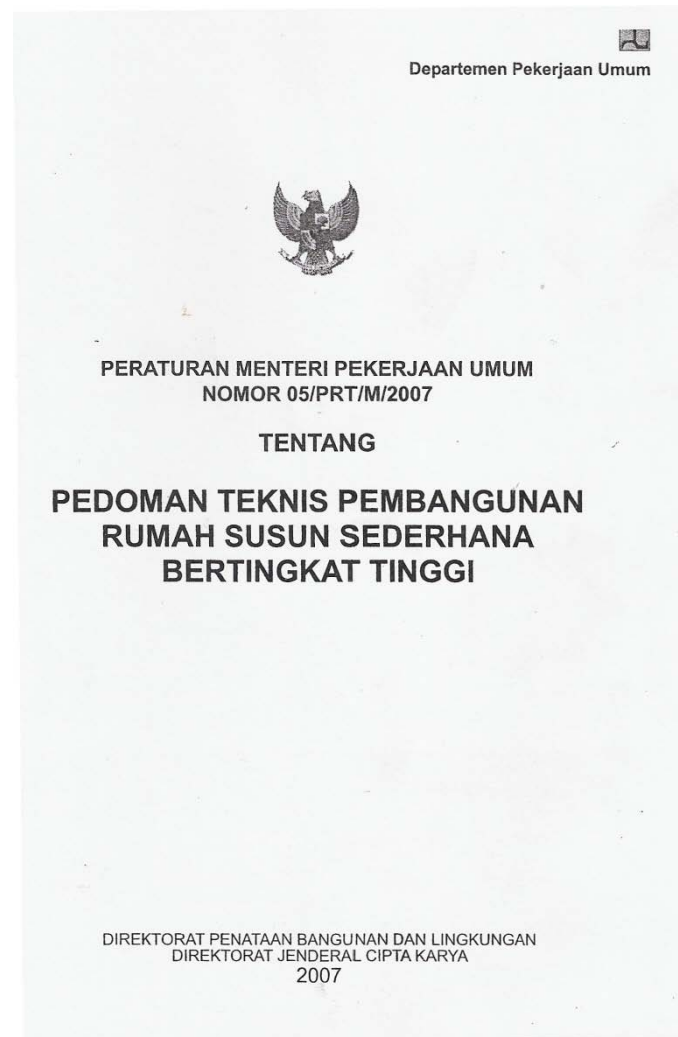 Departemen Pekerjaan Umum
PERATURAN MENTERI PEKERJAAN UMUM
NOMOR 05/PRT/M/2007
TENTANG
PEDOMAN TEKNIS PEMBANGUNAN
RUMAH SUSUN SEDERHANA
BERTINGKAT TINGGI
DIREKTORAT PENATAAN BANGUNAN DAN LINGKUNGAN
DIREKTORAT JENDERAL CIPTA KARYA
2007